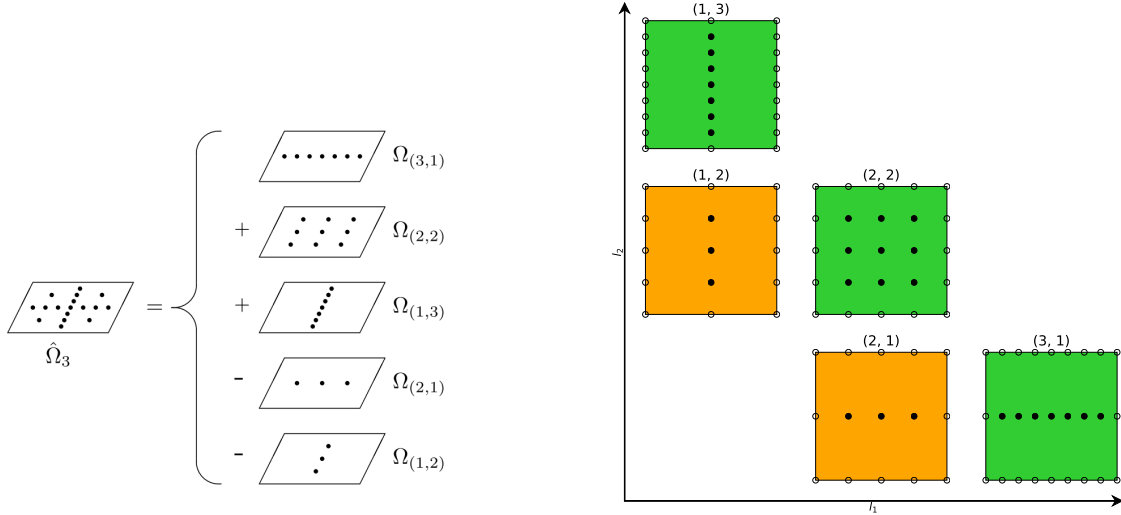 Ω(3,1)
+ Ω(2,2)
=
+ Ω(1,3)
Ω̂3
- Ω(2,1)
- Ω(1,2)
(1, 3)
(1, 2)
(2, 2)
l2
(2, 1)
(3, 1)
l1